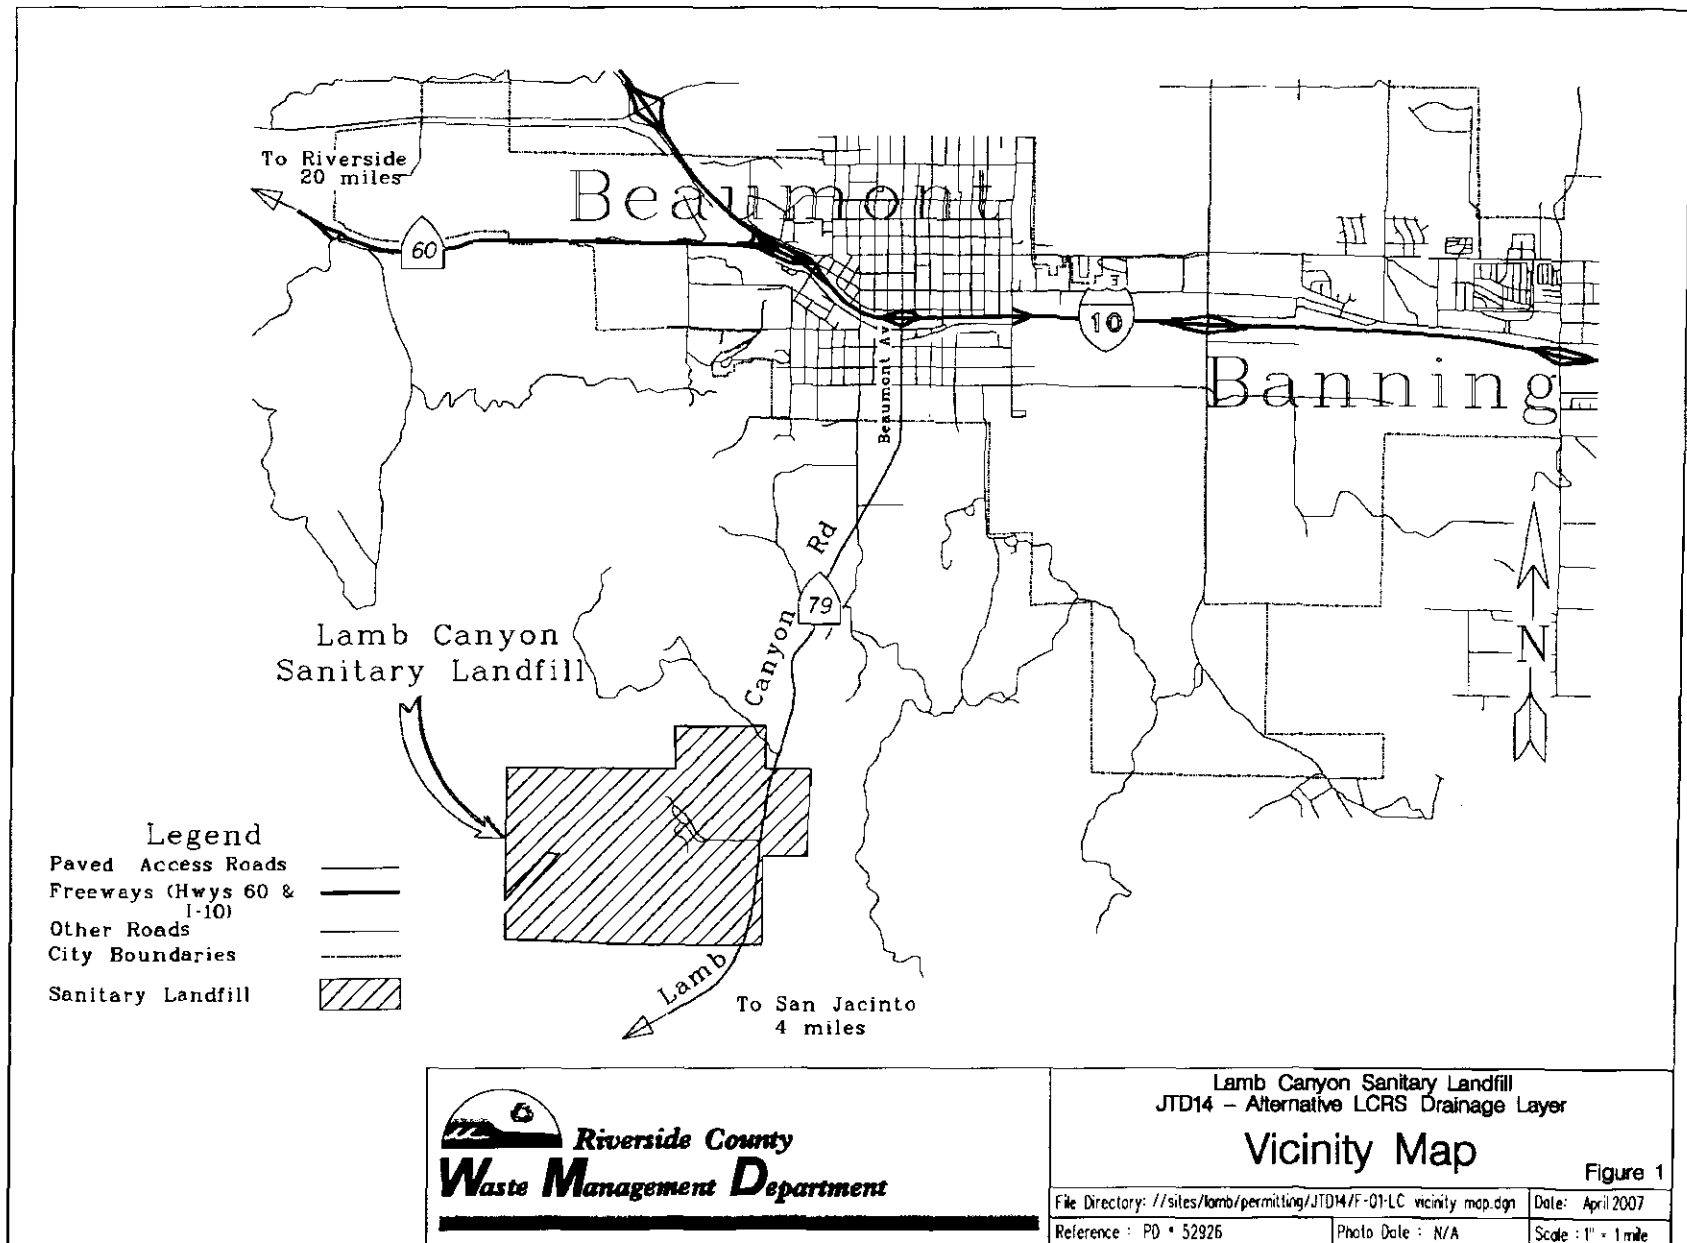 To Riverside
20 miles
Beaumont
60
10
Banning
Beaumont Av
Rd
79
Canyon
Lamb
Lamb Canyon
Sanitary Landfill
N
Legend
Paved Access Roads
Freeways (Hwys 60 &
I-10)
Other Roads
City Boundaries
Sanitary Landfill
To San Jacinto
4 miles
Riverside County
Waste Management Department
Lamb Canyon Sanitary Landfill
JTD14 - Alternative LCRS Drainage Layer
Vicinity Map
Figure 1
File Directory: //sites/lamb/permitting/JTD14/F-01-LC vicinity map.dgn
Date: April 2007
Reference : PD * 52926
Photo Date : N/A
Scale : 1" = 1 mile